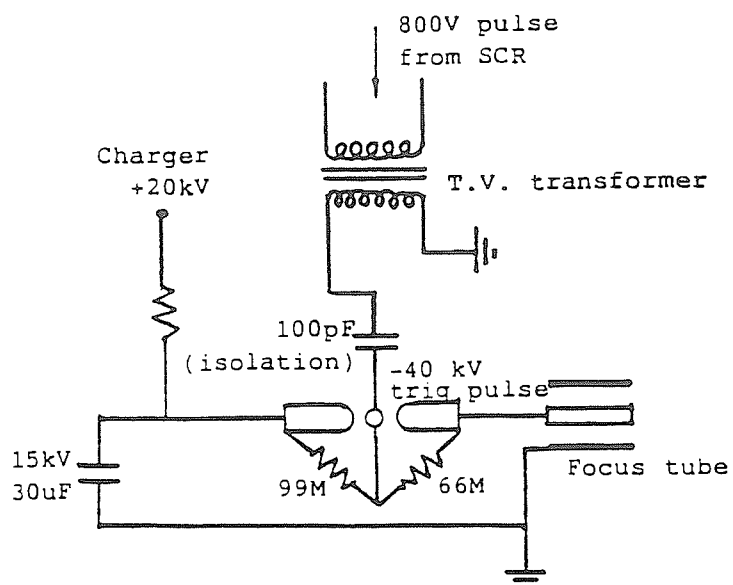 800V pulse
from SCR
Charger
+20kV
T.V. transformer
100pF
(isolation)
-40 kV
trig pulse
15kV
30uF
99M
66M
Focus tube